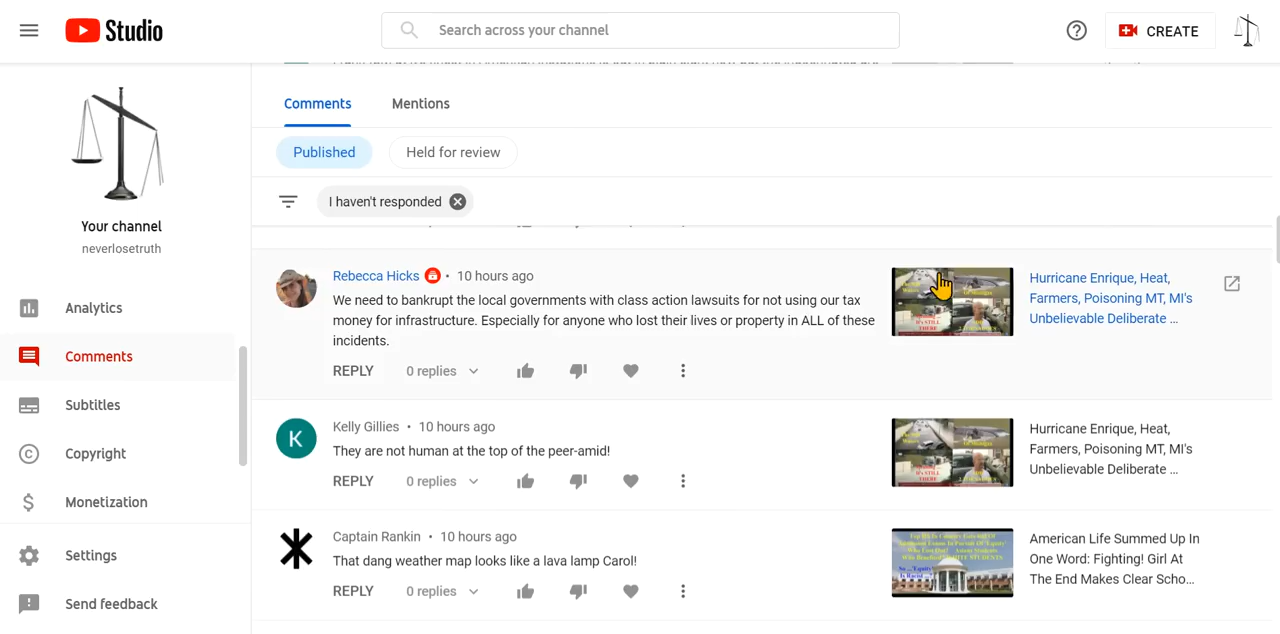 Studio
Search across your channel
CREATE
Your channel
neverlosetruth
Analytics
Comments
Subtitles
Copyright
Monetization
Settings
Send feedback
Comments
Mentions
Published
Held for review
I haven't responded
Rebecca Hicks • 10 hours ago
We need to bankrupt the local governments with class action lawsuits for not using our tax
money for infrastructure. Especially for anyone who lost their lives or property in ALL of these
incidents.
REPLY 0 replies
Hurricane Enrique, Heat,
Farmers, Poisoning MT, MI's
Unbelievable Deliberate ...
K
Kelly Gillies • 10 hours ago
They are not human at the top of the peer-amid!
REPLY 0 replies
Hurricane Enrique, Heat,
Farmers, Poisoning MT, MI's
Unbelievable Deliberate ...
Captain Rankin • 10 hours ago
That dang weather map looks like a lava lamp Carol!
REPLY 0 replies
American Life Summed Up In
One Word: Fighting! Girl At
The End Makes Clear Scho...